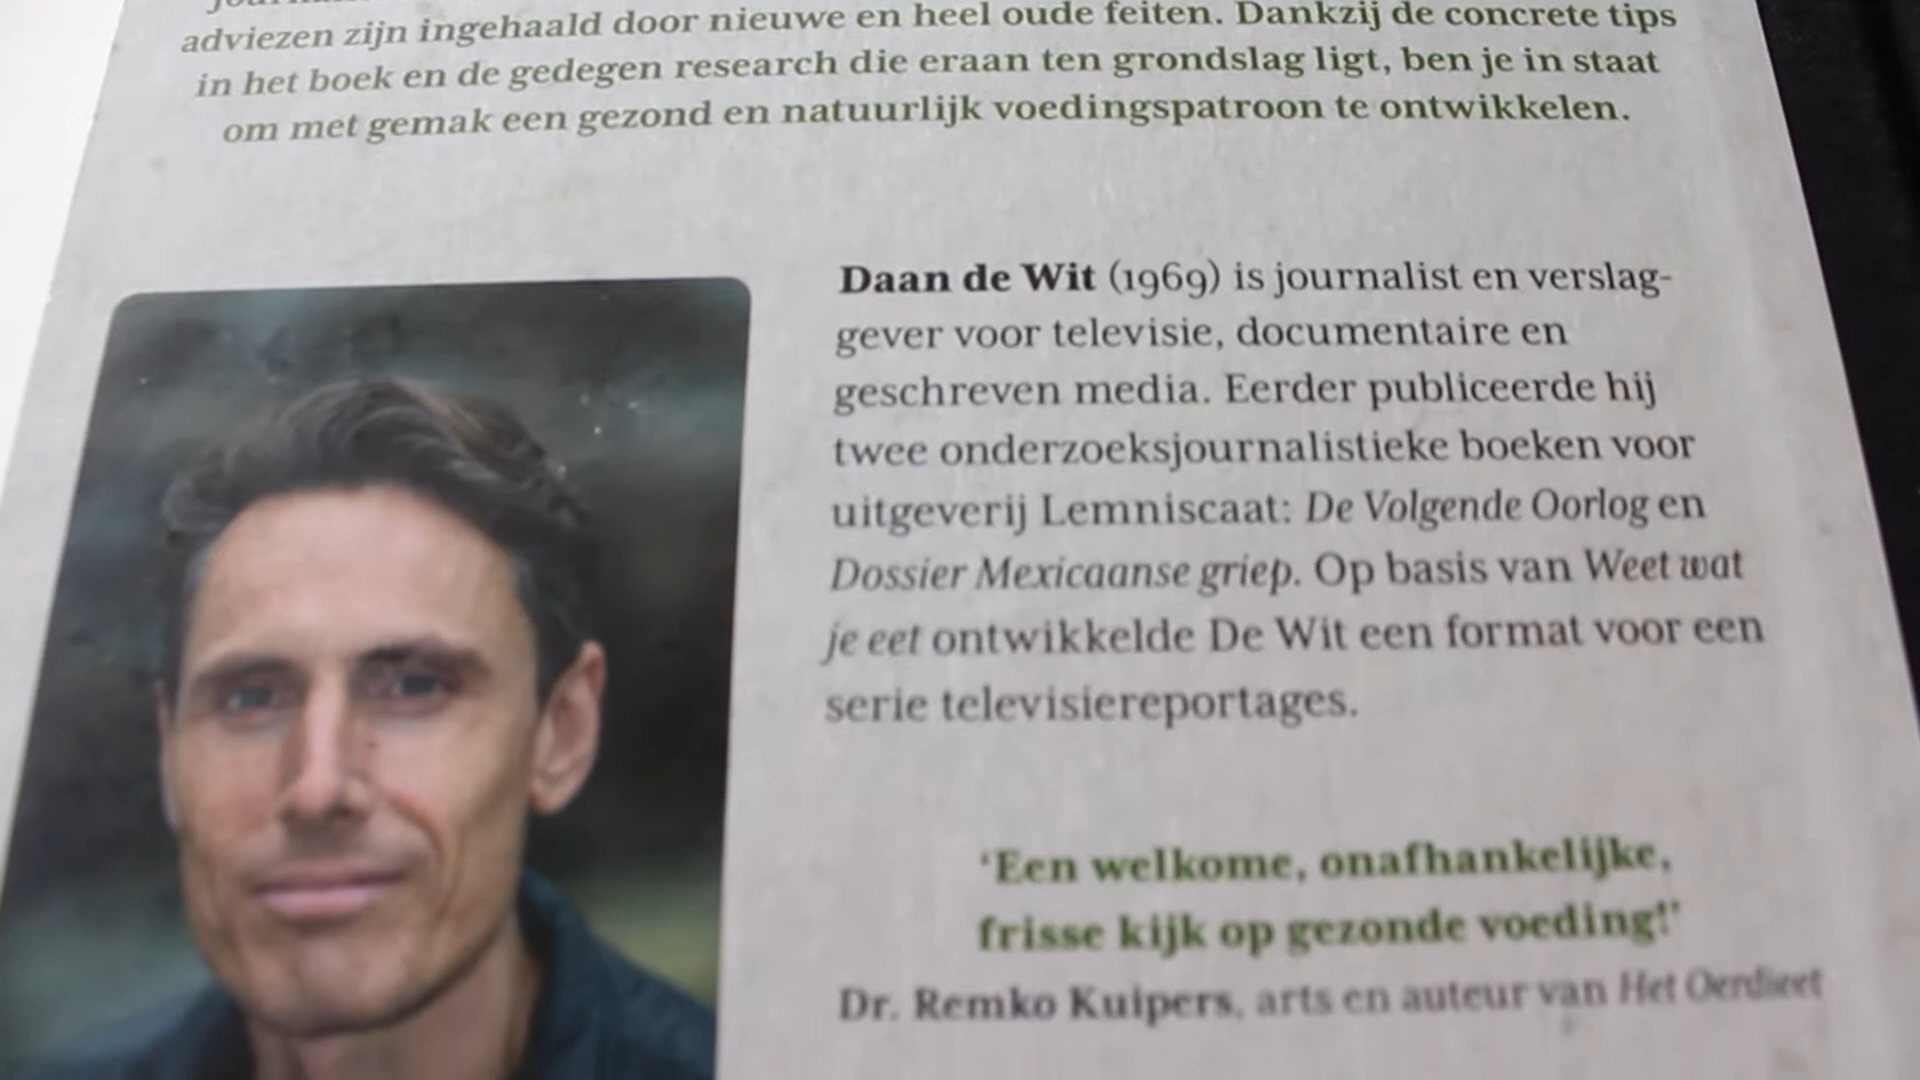 adviezen zijn ingehaald door nieuwe en heel oude feiten. Dankzij de concrete tips
in het boek en de gedegen research die eraan ten grondslag ligt, ben je in staat
om met gemak een gezond en natuurlijk voedingspatroon te ontwikkelen.
Daan de Wit (1969) is journalist en verslag-
gever voor televisie, documentaire en
geschreven media. Eerder publiceerde hij
twee onderzoeksjournalistieke boeken voor
uitgeverij Lemniscaat: De Volgende Oorlog en
Dossier Mexicaanse griep. Op basis van Weet wat
je eet ontwikkelde De Wit een format voor een
serie televisiereportages.
‘Een welkome, onafhankelijke,
frisse kijk op gezonde voeding!’
Dr. Remko Kuipers, arts en auteur van Het Oerdieet